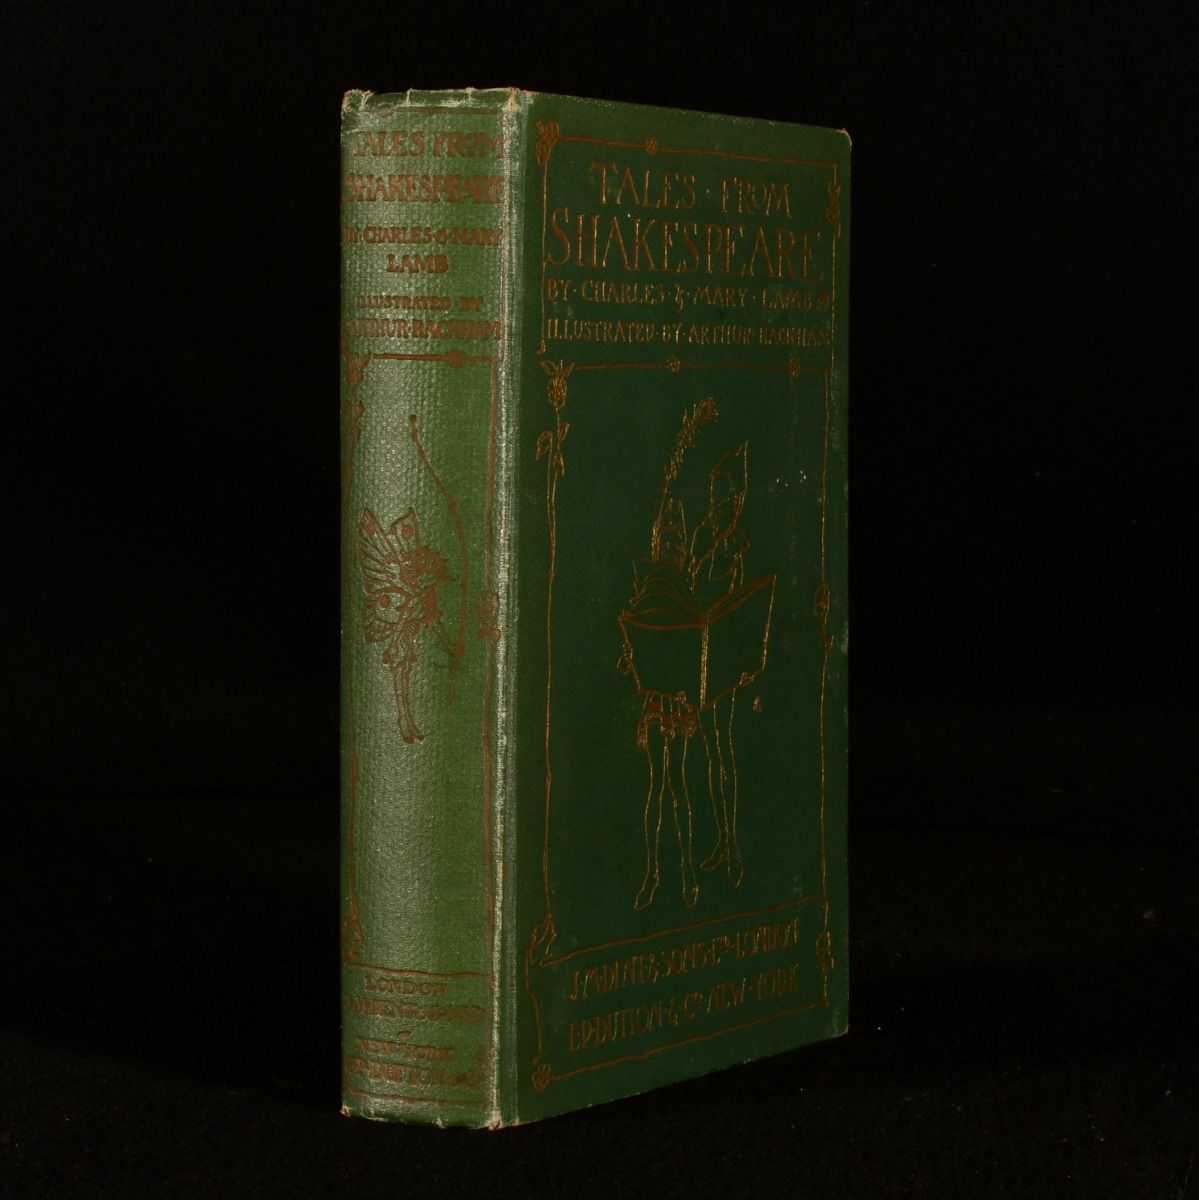 TALES FROM
SHAKESPEARE
BY CHARLES & MARY
LAMB
ILLUSTRATED BY
ARTHUR RACKHAM
LONDON
NEW YORK
TALES · FROM
SHAKESPEARE
BY · CHARLES · & · MARY · LAMB
ILLUSTRATED · BY · ARTHUR · RACKHAM
J·M·DENT·&·SONS·LTD·LONDON
E·P·DUTTON·&·CO·NEW·YORK